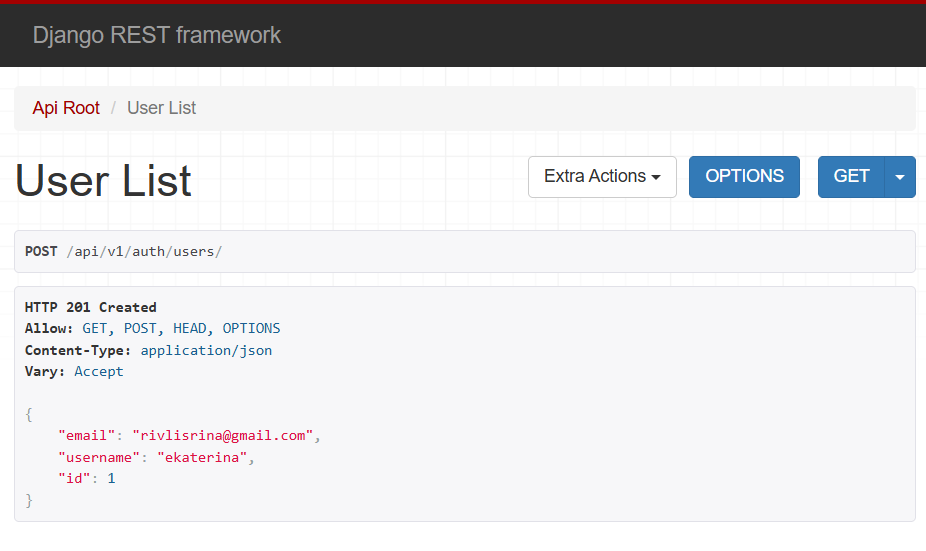 Django REST framework
Api Root / User List
User List
Extra Actions
OPTIONS
GET
POST /api/v1/auth/users/
HTTP 201 Created
Allow: GET, POST, HEAD, OPTIONS
Content-Type: application/json
Vary: Accept
{
    "email": "rivlisrina@gmail.com",
    "username": "ekaterina",
    "id": 1
}